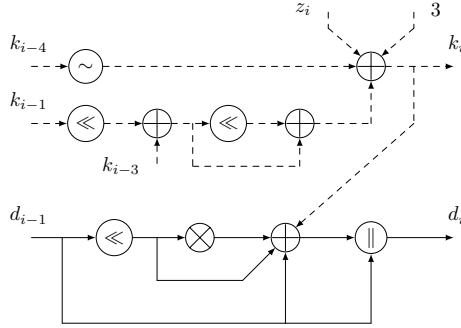 z_i 3
k_{i−4} ∼ k_i
k_{i−1} ≪ ≪
k_{i−3}
d_{i−1} ≪ || d_i